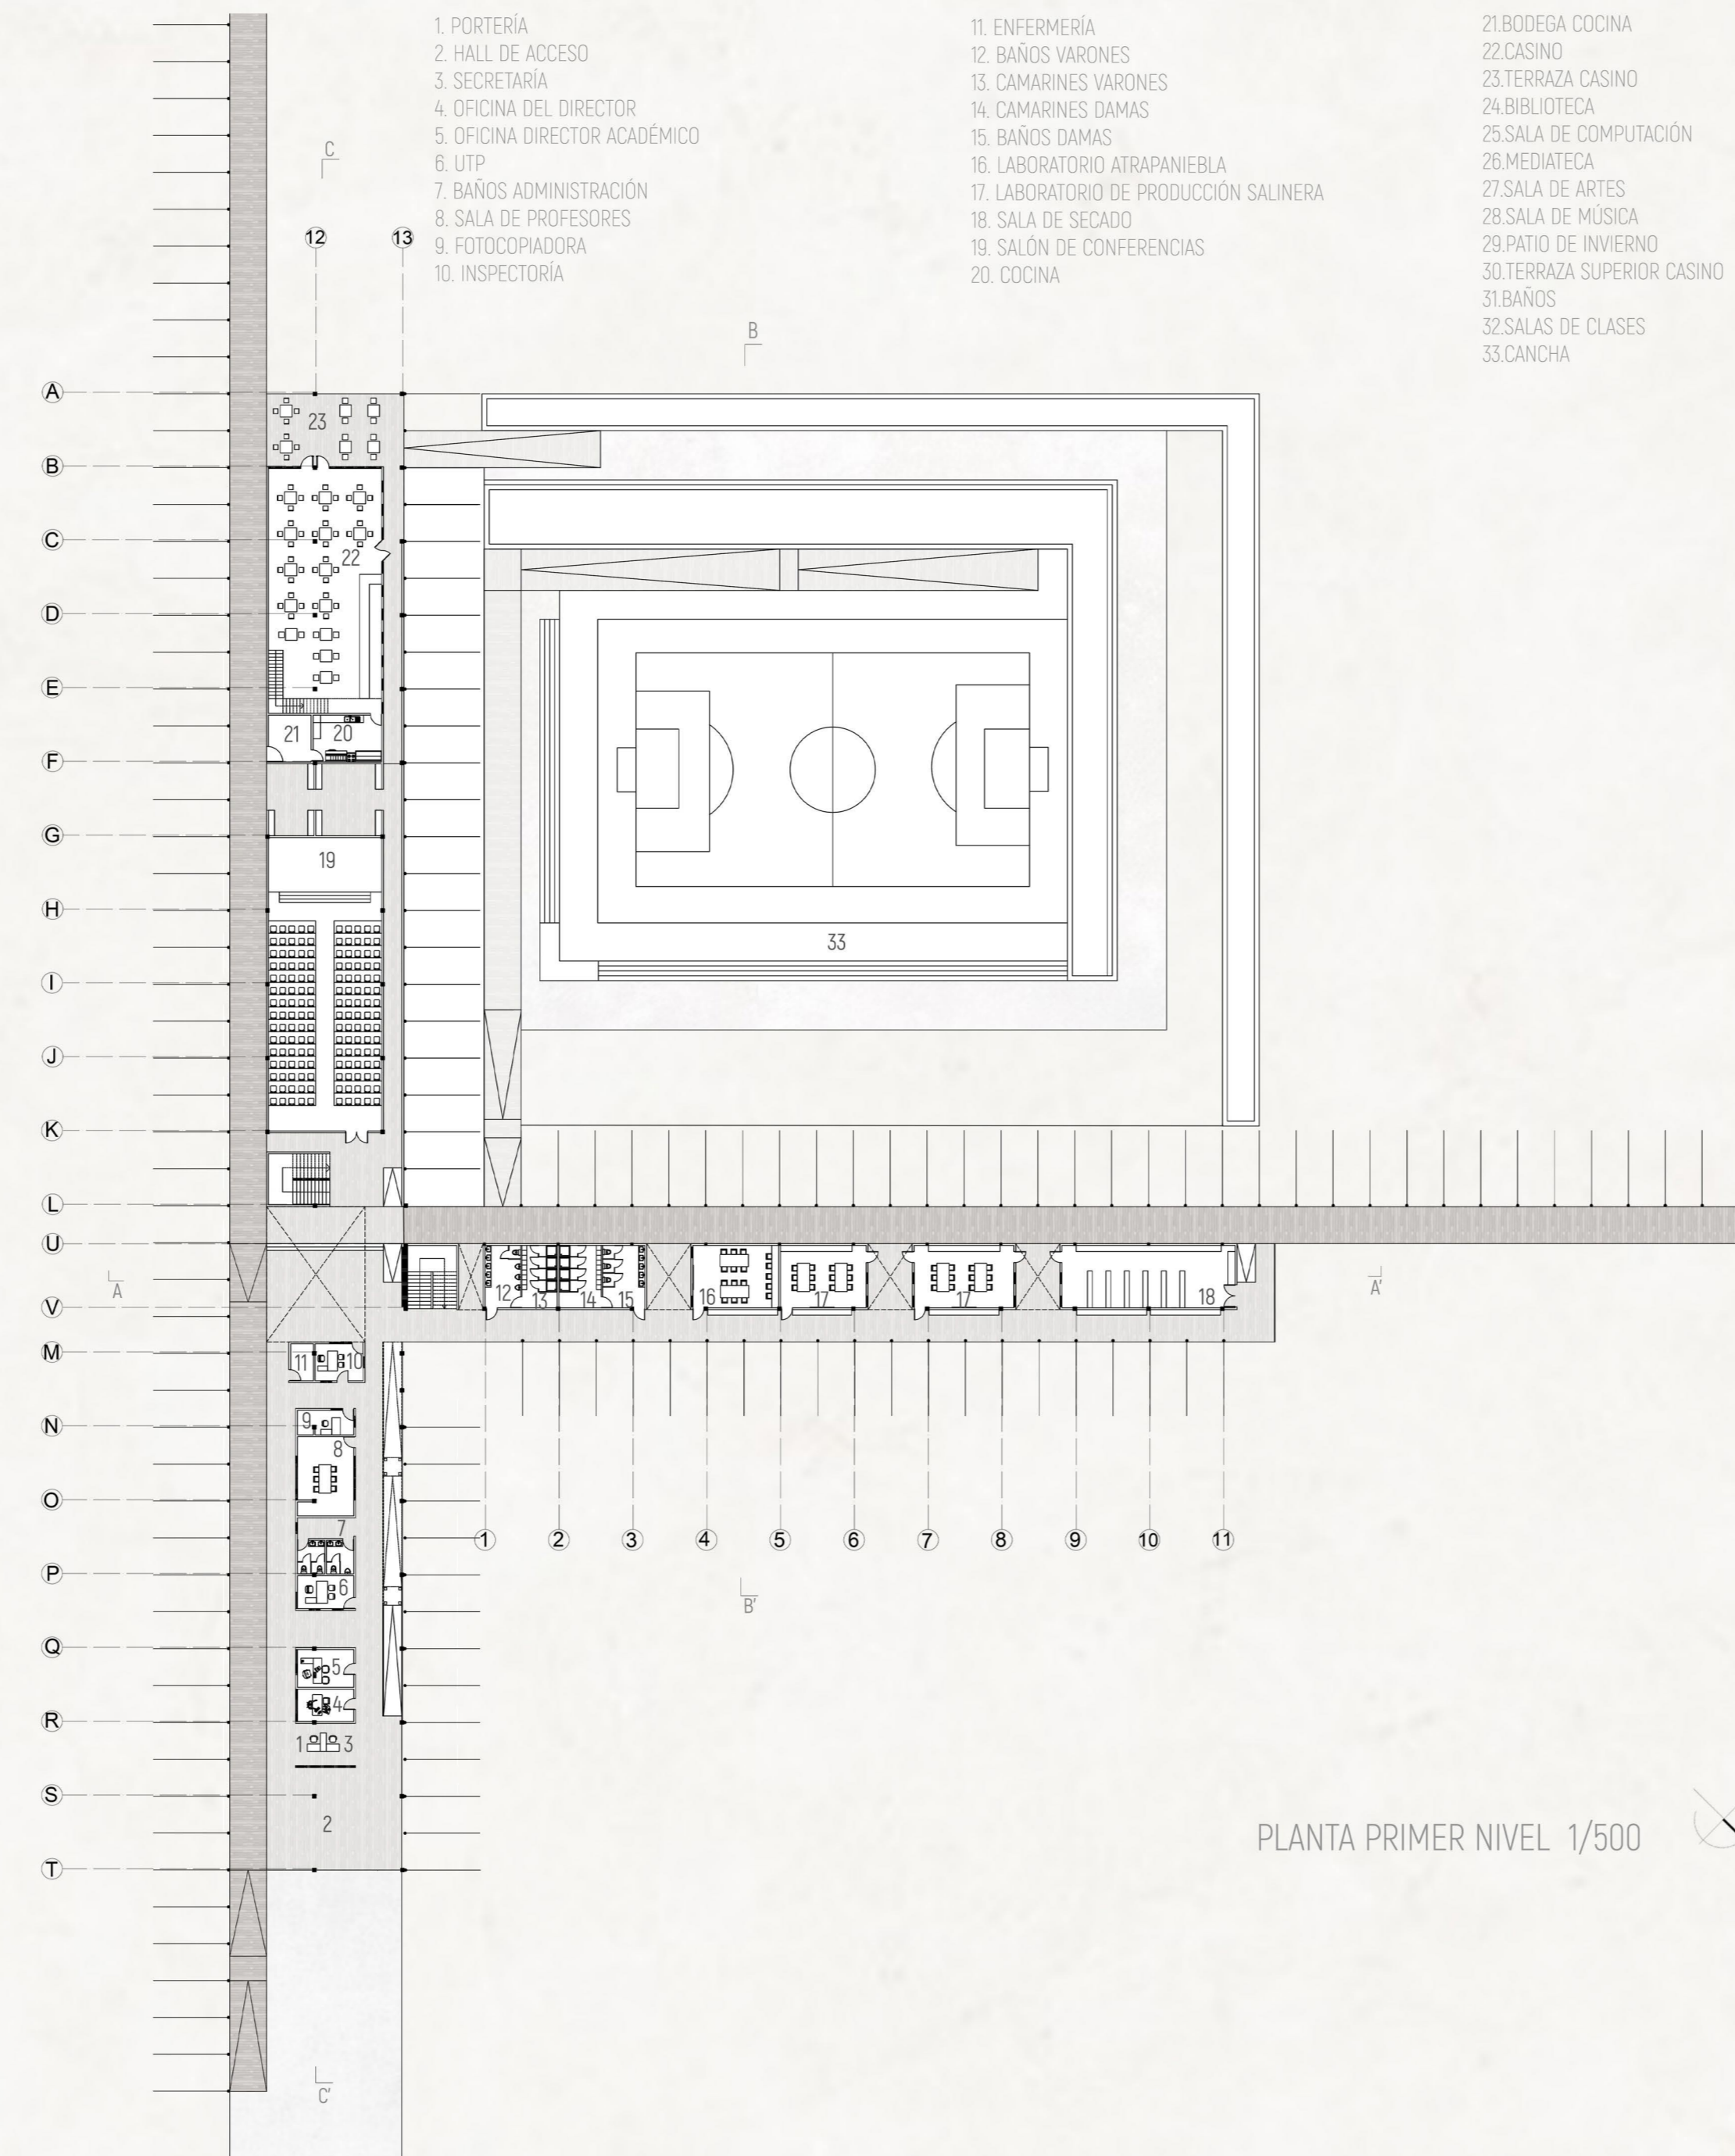 1. PORTERÍA
2. HALL DE ACCESO
3. SECRETARÍA
4. OFICINA DEL DIRECTOR
5. OFICINA DIRECTOR ACADÉMICO
6. UTP
7. BAÑOS ADMINISTRACIÓN
8. SALA DE PROFESORES
9. FOTOCOPIADORA
10. INSPECTORÍA
11. ENFERMERÍA
12. BAÑOS VARONES
13. CAMARINES VARONES
14. CAMARINES DAMAS
15. BAÑOS DAMAS
16. LABORATORIO ATRAPANIEBLA
17. LABORATORIO DE PRODUCCIÓN SALINERA
18. SALA DE SECADO
19. SALÓN DE CONFERENCIAS
20. COCINA
21.BODEGA COCINA
22.CASINO
23.TERRAZA CASINO
24.BIBLIOTECA
25.SALA DE COMPUTACIÓN
26.MEDIATECA
27.SALA DE ARTES
28.SALA DE MÚSICA
29.PATIO DE INVIERNO
30.TERRAZA SUPERIOR CASINO
31.BAÑOS
32.SALAS DE CLASES
33.CANCHA
C
12 13
B
A
23
B
C
22
D
E
21 20
F
G
19
H
33
I
J
K
L
U
A
A'
12 13 14 15 16 17 17 18
V
M
11 10
N
9
8
O
7
1 2 3 4 5 6 7 8 9 10 11
P
6
B'
Q
5
4
R
1 3
S
2
PLANTA PRIMER NIVEL 1/500
T
C'